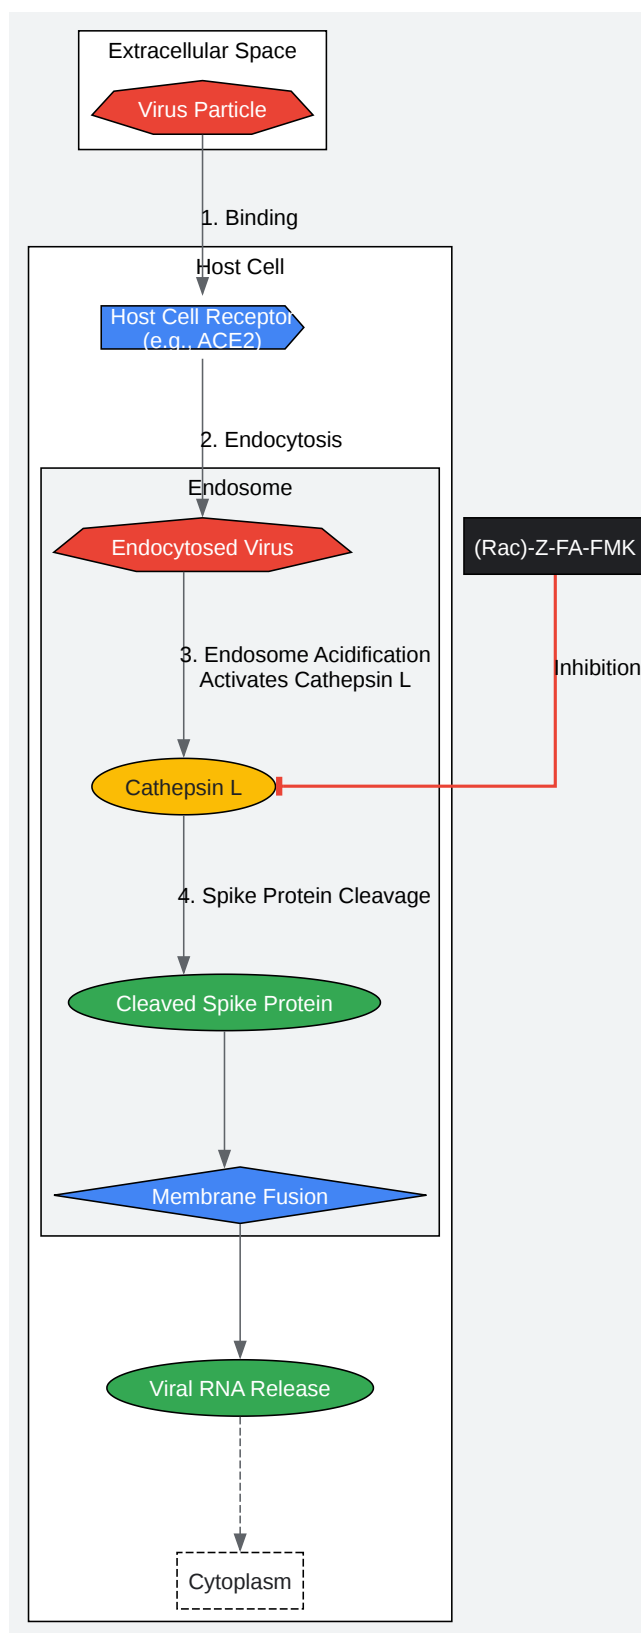 Extracellular Space
Virus Particle
1. Binding
Host Cell
Host Cell Receptor
(e.g., ACE2)
2. Endocytosis
Endosome
Endocytosed Virus
(Rac)-Z-FA-FMK
3. Endosome Acidification
Activates Cathepsin L
Inhibition
Cathepsin L
4. Spike Protein Cleavage
Cleaved Spike Protein
Membrane Fusion
Viral RNA Release
Cytoplasm